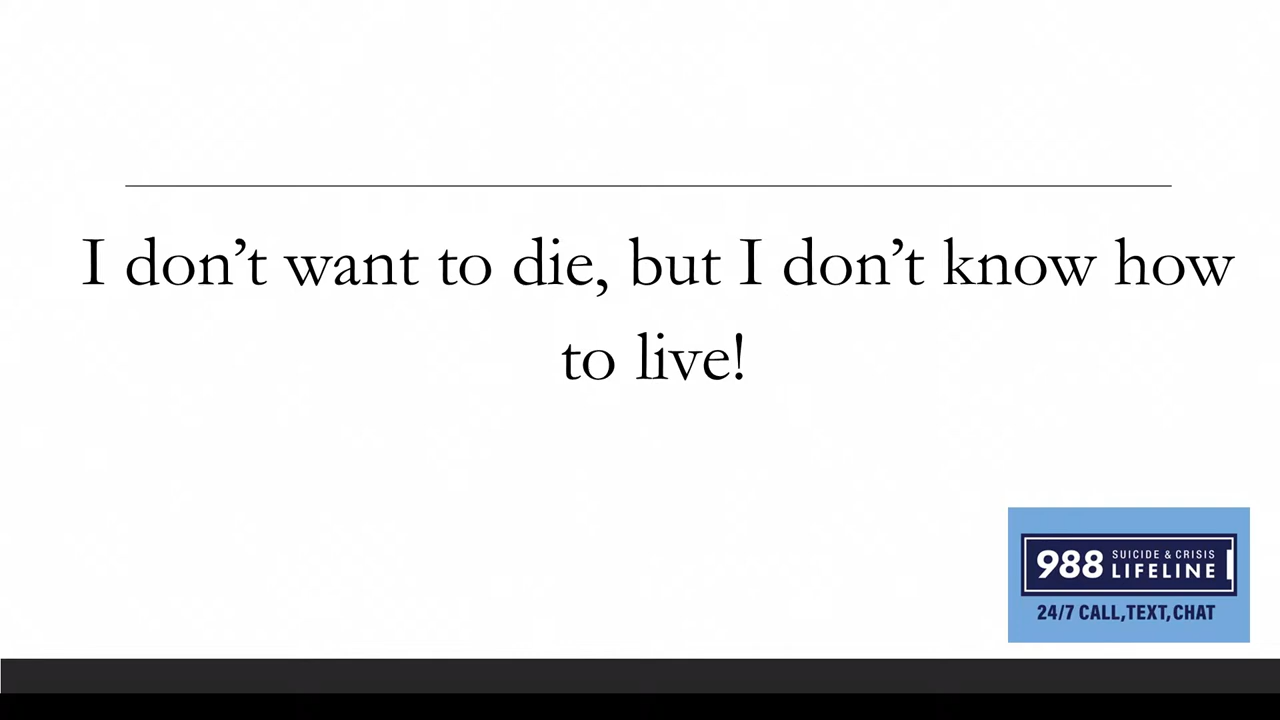 I don’t want to die, but I don’t know how
to live!
988 SUICIDE & CRISIS
LIFELINE
24/7 CALL, TEXT, CHAT